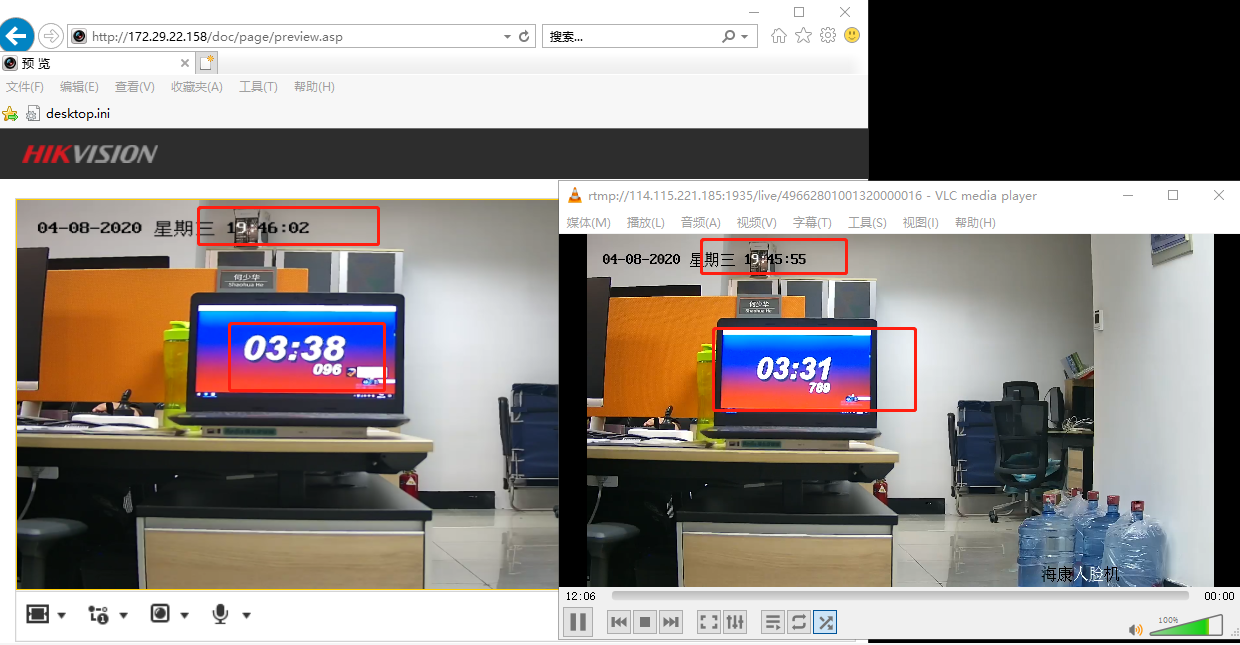 http://172.29.22.158/doc/page/preview.asp
搜索...
预 览
文件(F) 编辑(E) 查看(V) 收藏夹(A) 工具(T) 帮助(H)
desktop.ini
HIKVISION
04-08-2020 星期三 19:46:02
何少华
Shaohua He
03:38
096
rtmp://114.115.221.185:1935/live/49662801001320000016 - VLC media player
媒体(M) 播放(L) 音频(A) 视频(V) 字幕(T) 工具(S) 视图(I) 帮助(H)
04-08-2020 星期三 19:45:55
何少华
Shaohua He
03:31
769
海康人脸机
12:06
00:00
100%